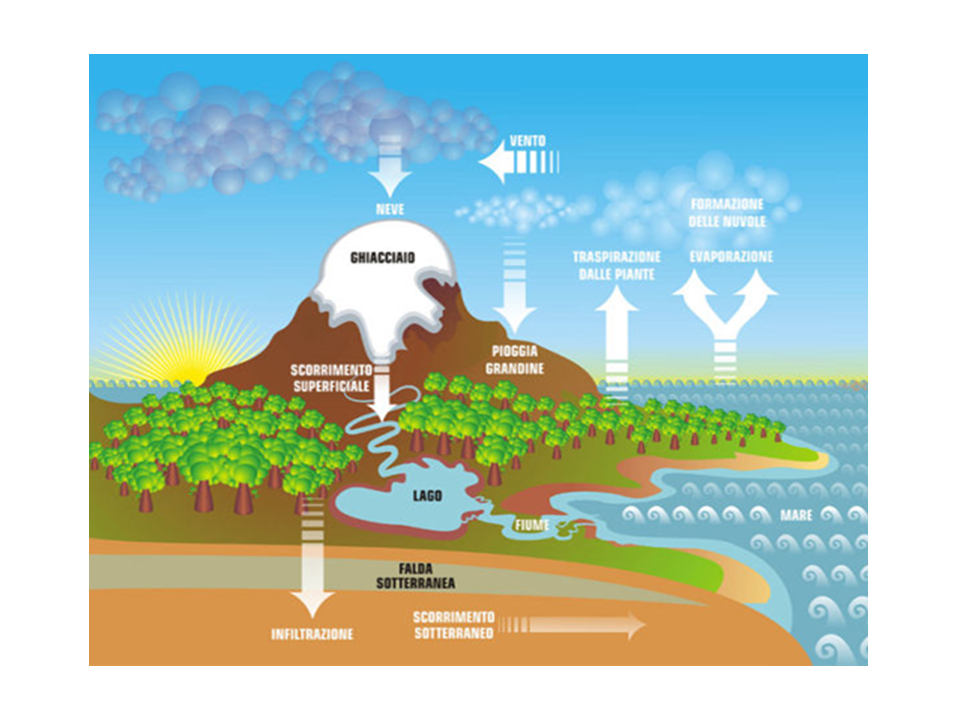 VENTO
NEVE
FORMAZIONE
DELLE NUVOLE
GHIACCIAIO
TRASPIRAZIONE
DALLE PIANTE
EVAPORAZIONE
PIOGGIA
GRANDINE
SCORRIMENTO
SUPERFICIALE
LAGO
FIUME
MARE
FALDA
SOTTERRANEA
INFILTRAZIONE
SCORRIMENTO
SOTTERRANEO